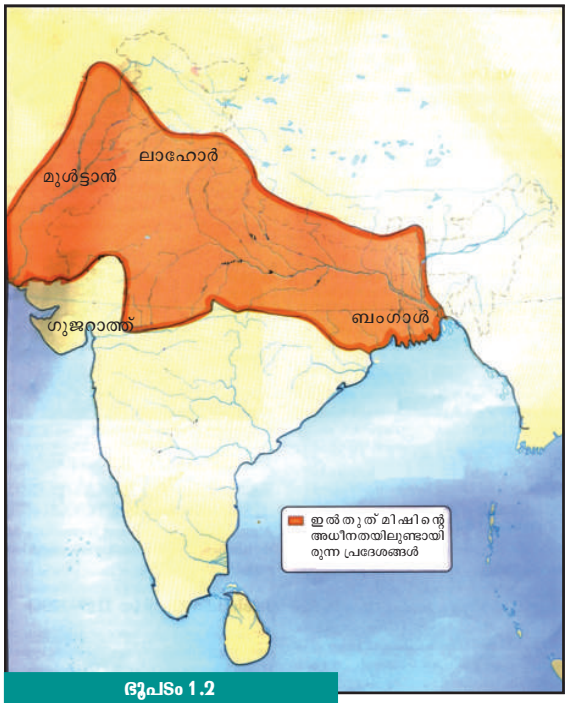 ലാഹോർ
മുൾട്ടാൻ
ഗുജറാത്ത്
ബംഗാൾ
ഇൽതുത്മിഷിന്റെ
അധീനതയിലുണ്ടായി
രുന്ന പ്രദേശങ്ങൾ
ഭൂപടം 1.2